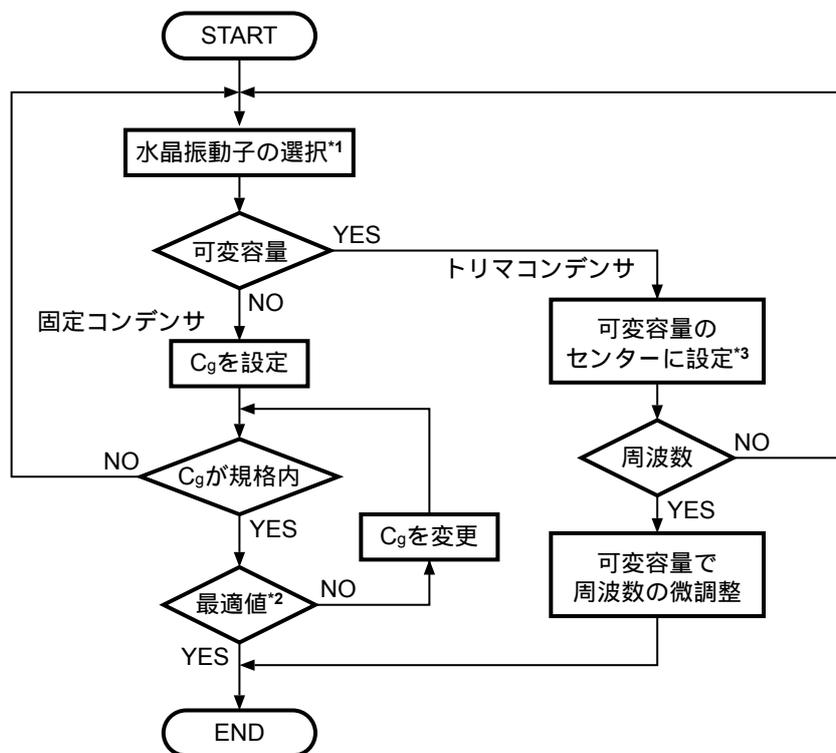 START
水晶振動子の選択*1
可変容量
YES
トリマコンデンサ
NO
固定コンデンサ
可変容量の
センターに設定*3
Cgを設定
周波数
NO
NO
Cgが規格内
YES
YES
Cgを変更
可変容量で
周波数の微調整
最適値*2
NO
YES
END